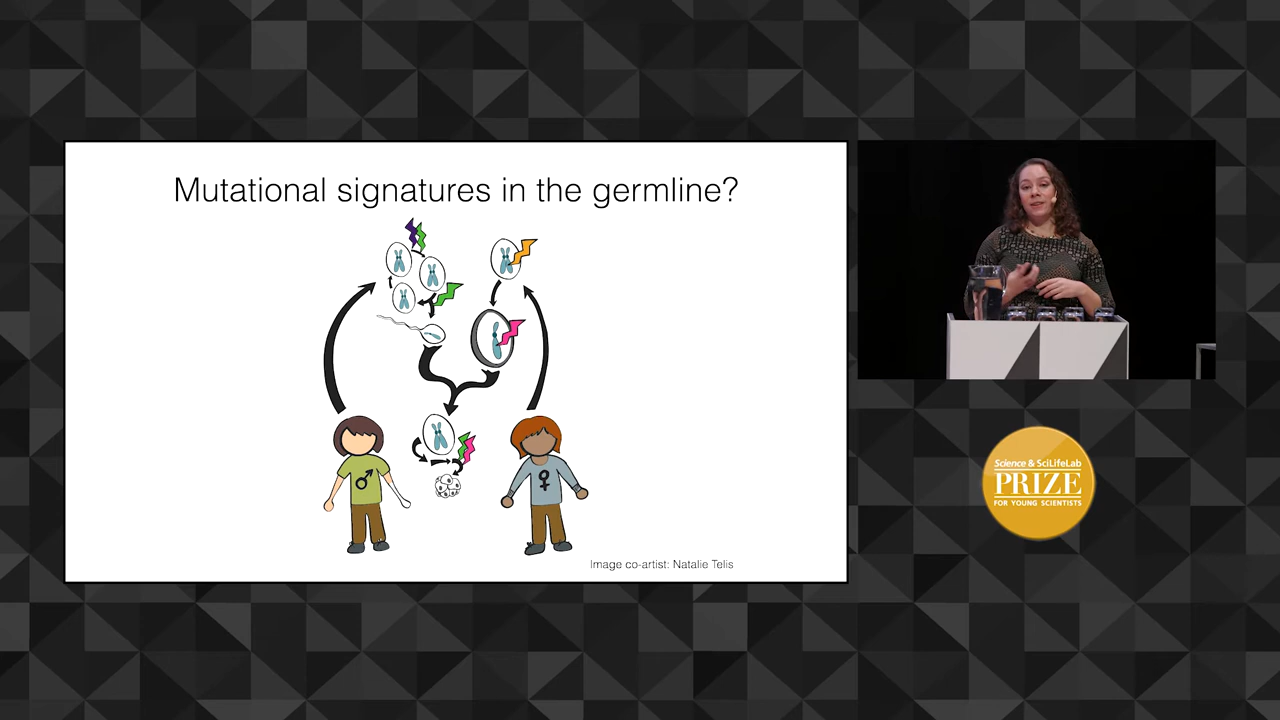 Mutational signatures in the germline?
Image co-artist: Natalie Telis
Science & SciLifeLab
PRIZE
FOR YOUNG SCIENTISTS